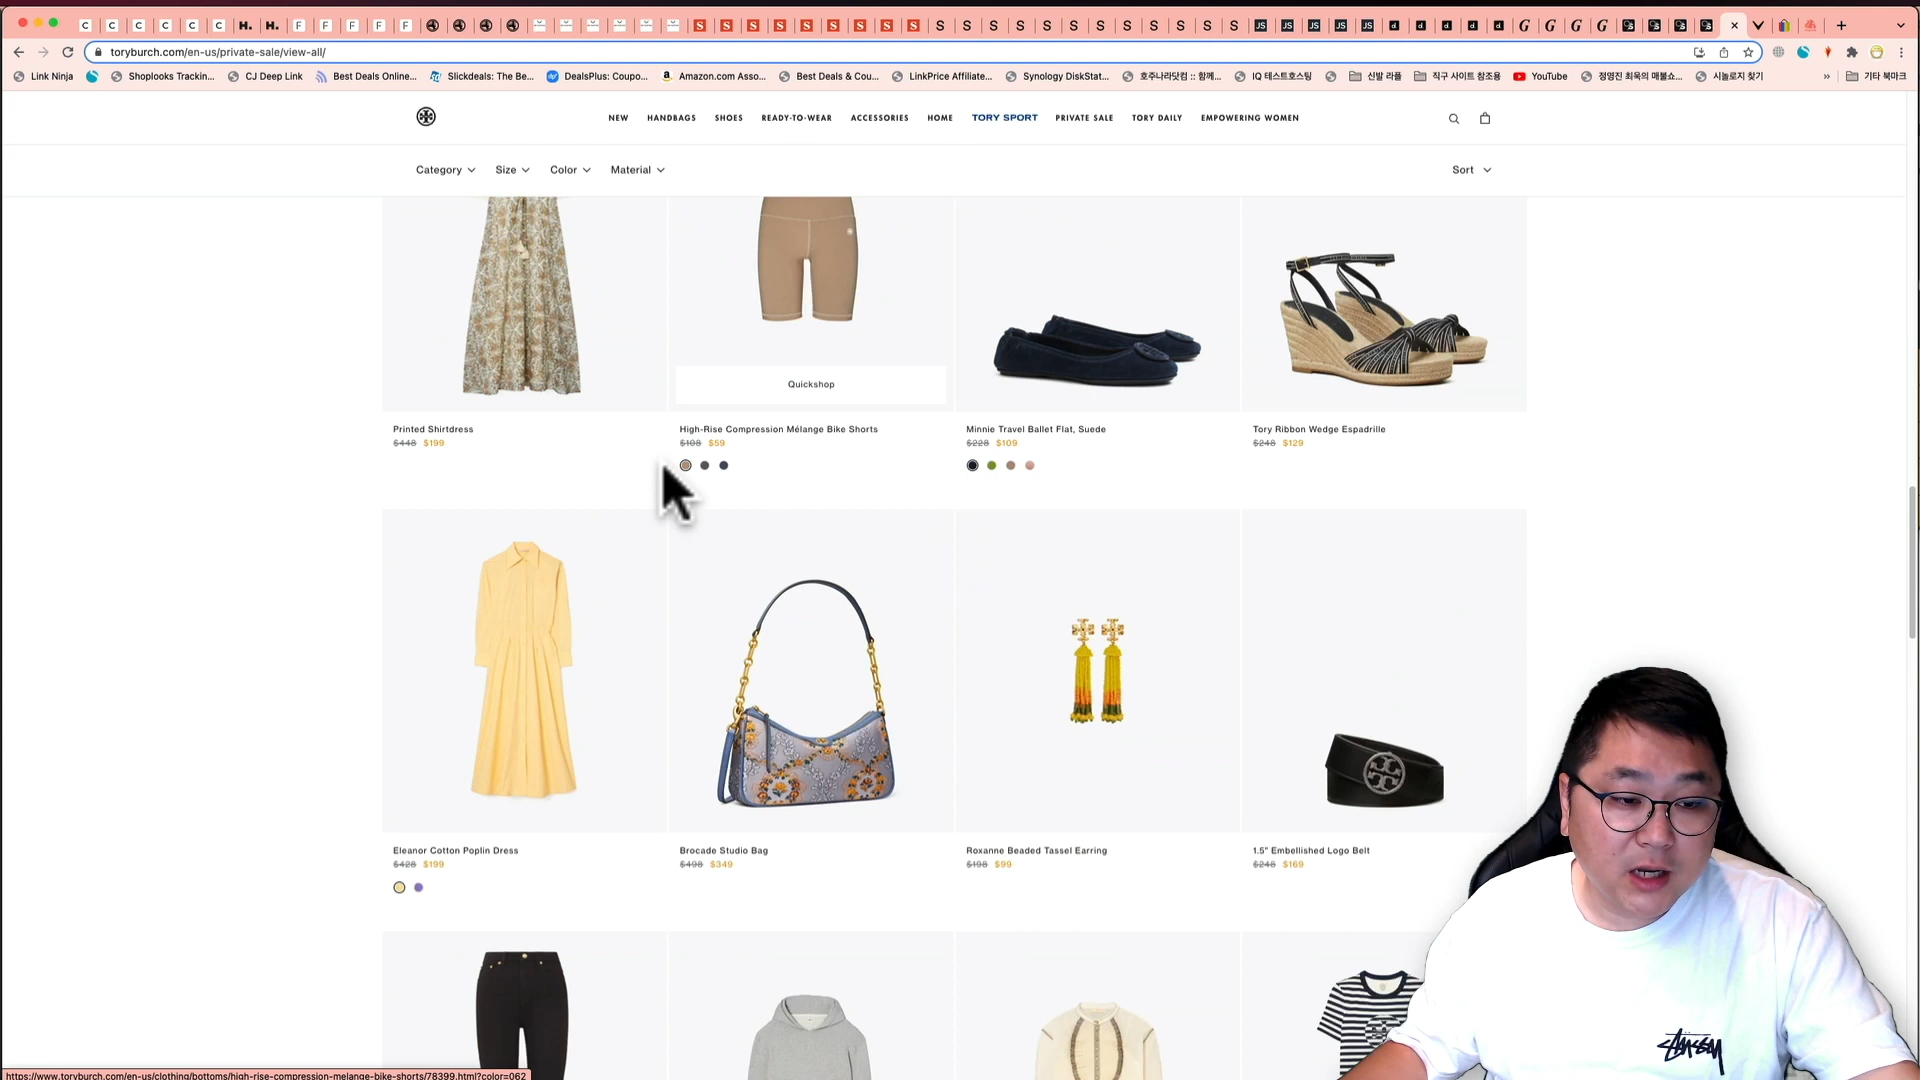 C C C C C C H. H. F F F F F S S S S S S S S S S S S S S S S S S S S S JS JS JS JS JS d d d d d G G G G
toryburch.com/en-us/private-sale/view-all/
Link Ninja Shoplooks Trackin... CJ Deep Link Best Deals Online... Slickdeals: The Be... DealsPlus: Coupo... Amazon.com Asso... Best Deals & Cou... LinkPrice Affiliate... Synology DiskStat... 호주나라닷컴 :: 함께... IQ 테스트호스팅 신발 라플 직구 사이트 참조용 YouTube 정영진 최욱의 매불쇼... 시놀로지 찾기 » 기타 북마크
NEW HANDBAGS SHOES READY-TO-WEAR ACCESSORIES HOME TORY SPORT PRIVATE SALE TORY DAILY EMPOWERING WOMEN
Category Size Color Material Sort
Quickshop
Printed Shirtdress High-Rise Compression Mélange Bike Shorts Minnie Travel Ballet Flat, Suede Tory Ribbon Wedge Espadrille
$448 $199 $108 $59 $228 $109 $248 $129
Eleanor Cotton Poplin Dress Brocade Studio Bag Roxanne Beaded Tassel Earring 1.5" Embellished Logo Belt
$428 $199 $498 $349 $198 $99 $248 $169
STÜSSY
https://www.toryburch.com/en-us/clothing/bottoms/high-rise-compression-melange-bike-shorts/78399.html?color=062